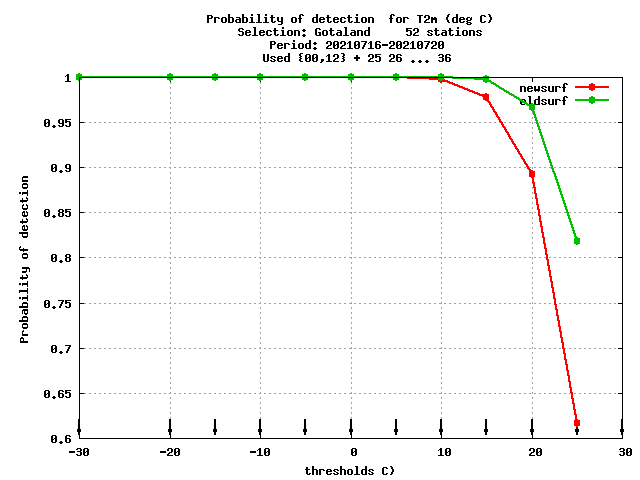 Probability of detection  for T2m (deg C)
Selection: Gotaland     52 stations
Period: 20210716-20210720
Used {00,12} + 25 26 ... 36
newsurf
oldsurf
Probability of detection
1
0.95
0.9
0.85
0.8
0.75
0.7
0.65
0.6
-30 -20 -10 0 10 20 30
thresholds C)